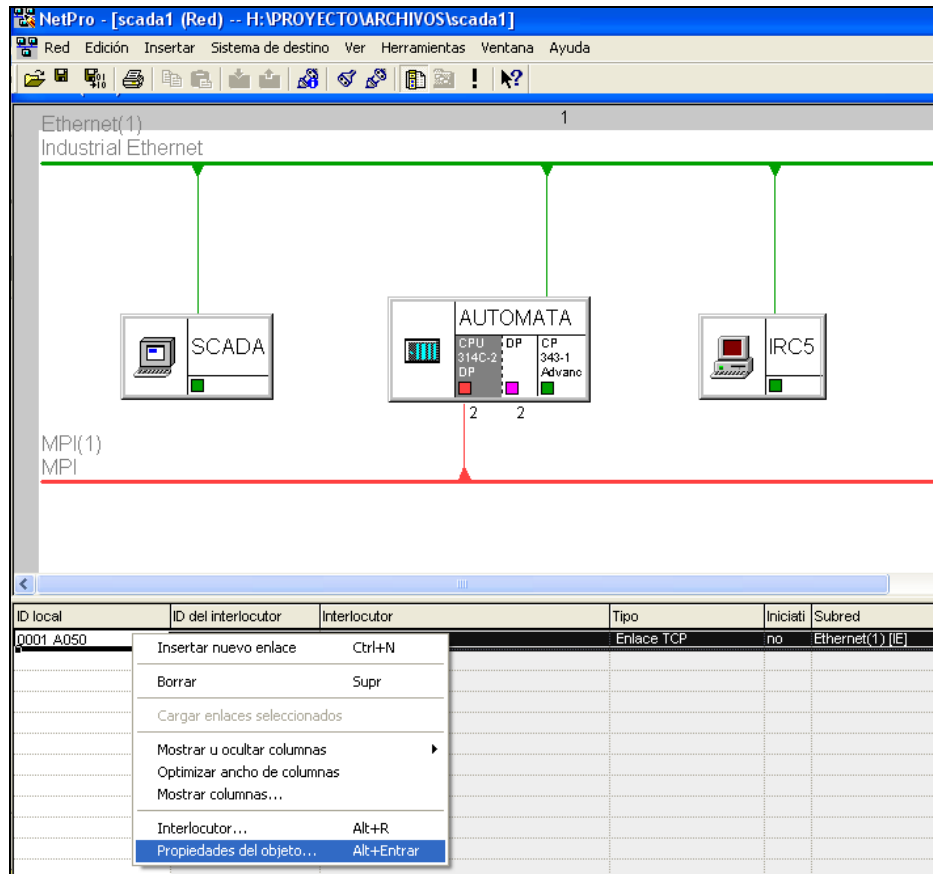 NetPro - [scada1 (Red) -- H:\PROYECTO\ARCHIVOS\scada1]
Red Edición Insertar Sistema de destino Ver Herramientas Ventana Ayuda
1
Ethernet(1)
Industrial Ethernet
SCADA
AUTOMATA
CPU
314C-2
DP
DP
CP
343-1
Advanc
IRC5
2 2
MPI(1)
MPI
ID local ID del interlocutor Interlocutor Tipo Iniciati Subred
0001 A050 Enlace TCP no Ethernet(1) [IE]
Insertar nuevo enlace Ctrl+N
Borrar Supr
Cargar enlaces seleccionados
Mostrar u ocultar columnas
Optimizar ancho de columnas
Mostrar columnas...
Interlocutor... Alt+R
Propiedades del objeto... Alt+Entrar